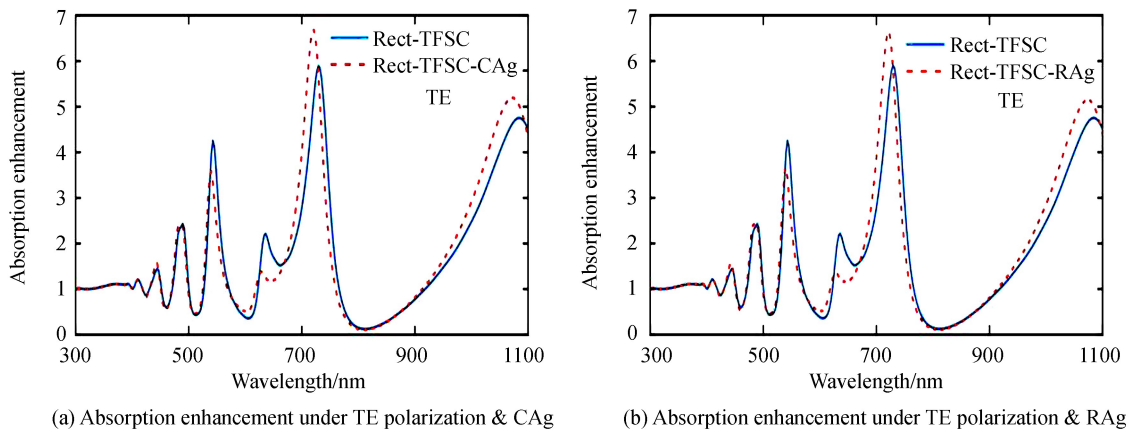 7
6
5
4
3
2
1
0
Absorption enhancement
Rect-TFSC
Rect-TFSC-CAg
TE
300
500
700
900
1100
Wavelength/nm
(a) Absorption enhancement under TE polarization & CAg
7
6
5
4
3
2
1
0
Absorption enhancement
Rect-TFSC
Rect-TFSC-RAg
TE
300
500
700
900
1100
Wavelength/nm
(b) Absorption enhancement under TE polarization & RAg